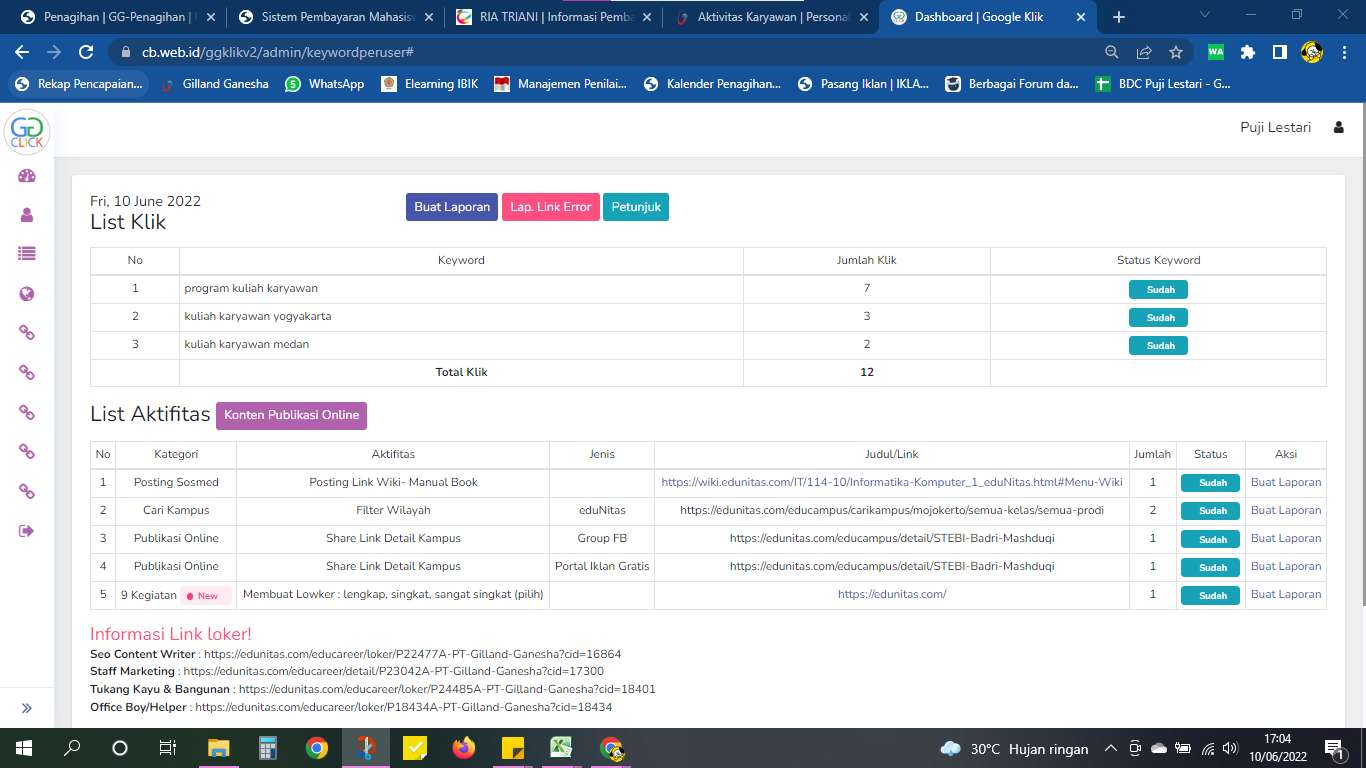 Penagihan | GG-Penagihan |
Sistem Pembayaran Mahasis
RIA TRIANI | Informasi Pemba
Aktivitas Karyawan | Personal
Dashboard | Google Klik
cb.web.id/ggklikv2/admin/keywordperuser#
WA
Rekap Pencapaian...
Gilland Ganesha
WhatsApp
Elearning IBIK
Manajemen Penilai...
Kalender Penagihan...
Pasang Iklan | IKLA...
Berbagai Forum da...
BDC Puji Lestari - G...
GG CLICK
Puji Lestari
Fri, 10 June 2022
List Klik
Buat Laporan
Lap. Link Error
Petunjuk
No Keyword Jumlah Klik Status Keyword
1 program kuliah karyawan 7 Sudah
2 kuliah karyawan yogyakarta 3 Sudah
3 kuliah karyawan medan 2 Sudah
Total Klik 12
List Aktifitas Konten Publikasi Online
No Kategori Aktifitas Jenis Judul/Link Jumlah Status Aksi
1 Posting Sosmed Posting Link Wiki- Manual Book https://wiki.edunitas.com/IT/114-10/Informatika-Komputer_1_eduNitas.html#Menu-Wiki 1 Sudah Buat Laporan
2 Cari Kampus Filter Wilayah eduNitas https://edunitas.com/educampus/carikampus/mojokerto/semua-kelas/semua-prodi 2 Sudah Buat Laporan
3 Publikasi Online Share Link Detail Kampus Group FB https://edunitas.com/educampus/detail/STEBI-Badri-Mashduqi 1 Sudah Buat Laporan
4 Publikasi Online Share Link Detail Kampus Portal Iklan Gratis https://edunitas.com/educampus/detail/STEBI-Badri-Mashduqi 1 Sudah Buat Laporan
5 9 Kegiatan New Membuat Lowker : lengkap, singkat, sangat singkat (pilih) https://edunitas.com/ 1 Sudah Buat Laporan
Informasi Link loker!
Seo Content Writer : https://edunitas.com/educareer/loker/P22477A-PT-Gilland-Ganesha?cid=16864
Staff Marketing : https://edunitas.com/educareer/detail/P23042A-PT-Gilland-Ganesha?cid=17300
Tukang Kayu & Bangunan : https://edunitas.com/educareer/loker/P24485A-PT-Gilland-Ganesha?cid=18401
Office Boy/Helper : https://edunitas.com/educareer/loker/P18434A-PT-Gilland-Ganesha?cid=18434
30°C Hujan ringan
17:04
10/06/2022
1